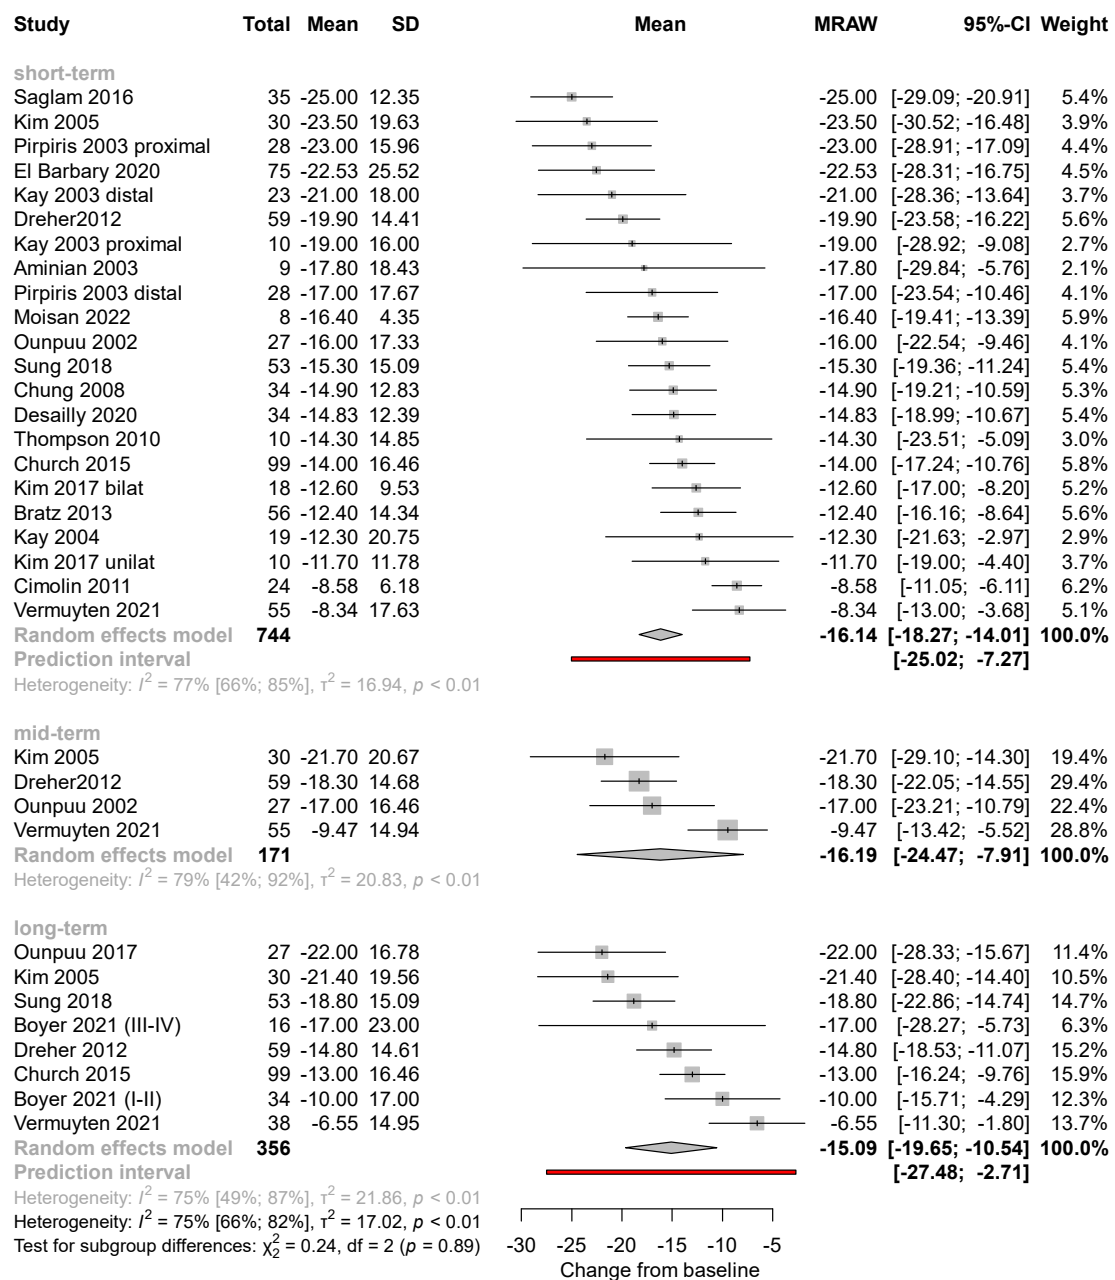 Study Total Mean SD Mean MRAW 95%-CI Weight
short-term
Saglam 2016 35 -25.00 12.35 -25.00 [-29.09; -20.91] 5.4%
Kim 2005 30 -23.50 19.63 -23.50 [-30.52; -16.48] 3.9%
Pirpiris 2003 proximal 28 -23.00 15.96 -23.00 [-28.91; -17.09] 4.4%
El Barbary 2020 75 -22.53 25.52 -22.53 [-28.31; -16.75] 4.5%
Kay 2003 distal 23 -21.00 18.00 -21.00 [-28.36; -13.64] 3.7%
Dreher2012 59 -19.90 14.41 -19.90 [-23.58; -16.22] 5.6%
Kay 2003 proximal 10 -19.00 16.00 -19.00 [-28.92; -9.08] 2.7%
Aminian 2003 9 -17.80 18.43 -17.80 [-29.84; -5.76] 2.1%
Pirpiris 2003 distal 28 -17.00 17.67 -17.00 [-23.54; -10.46] 4.1%
Moisan 2022 8 -16.40 4.35 -16.40 [-19.41; -13.39] 5.9%
Ounpuu 2002 27 -16.00 17.33 -16.00 [-22.54; -9.46] 4.1%
Sung 2018 53 -15.30 15.09 -15.30 [-19.36; -11.24] 5.4%
Chung 2008 34 -14.90 12.83 -14.90 [-19.21; -10.59] 5.3%
Desailly 2020 34 -14.83 12.39 -14.83 [-18.99; -10.67] 5.4%
Thompson 2010 10 -14.30 14.85 -14.30 [-23.51; -5.09] 3.0%
Church 2015 99 -14.00 16.46 -14.00 [-17.24; -10.76] 5.8%
Kim 2017 bilat 18 -12.60 9.53 -12.60 [-17.00; -8.20] 5.2%
Bratz 2013 56 -12.40 14.34 -12.40 [-16.16; -8.64] 5.6%
Kay 2004 19 -12.30 20.75 -12.30 [-21.63; -2.97] 2.9%
Kim 2017 unilat 10 -11.70 11.78 -11.70 [-19.00; -4.40] 3.7%
Cimolin 2011 24 -8.58 6.18 -8.58 [-11.05; -6.11] 6.2%
Vermuyten 2021 55 -8.34 17.63 -8.34 [-13.00; -3.68] 5.1%
Random effects model 744 -16.14 [-18.27; -14.01] 100.0%
Prediction interval [-25.02; -7.27]
Heterogeneity: I² = 77% [66%; 85%], τ² = 16.94, p < 0.01
mid-term
Kim 2005 30 -21.70 20.67 -21.70 [-29.10; -14.30] 19.4%
Dreher2012 59 -18.30 14.68 -18.30 [-22.05; -14.55] 29.4%
Ounpuu 2002 27 -17.00 16.46 -17.00 [-23.21; -10.79] 22.4%
Vermuyten 2021 55 -9.47 14.94 -9.47 [-13.42; -5.52] 28.8%
Random effects model 171 -16.19 [-24.47; -7.91] 100.0%
Heterogeneity: I² = 79% [42%; 92%], τ² = 20.83, p < 0.01
long-term
Ounpuu 2017 27 -22.00 16.78 -22.00 [-28.33; -15.67] 11.4%
Kim 2005 30 -21.40 19.56 -21.40 [-28.40; -14.40] 10.5%
Sung 2018 53 -18.80 15.09 -18.80 [-22.86; -14.74] 14.7%
Boyer 2021 (III-IV) 16 -17.00 23.00 -17.00 [-28.27; -5.73] 6.3%
Dreher 2012 59 -14.80 14.61 -14.80 [-18.53; -11.07] 15.2%
Church 2015 99 -13.00 16.46 -13.00 [-16.24; -9.76] 15.9%
Boyer 2021 (I-II) 34 -10.00 17.00 -10.00 [-15.71; -4.29] 12.3%
Vermuyten 2021 38 -6.55 14.95 -6.55 [-11.30; -1.80] 13.7%
Random effects model 356 -15.09 [-19.65; -10.54] 100.0%
Prediction interval [-27.48; -2.71]
Heterogeneity: I² = 75% [49%; 87%], τ² = 21.86, p < 0.01
Heterogeneity: I² = 75% [66%; 82%], τ² = 17.02, p < 0.01
Test for subgroup differences: χ²₂ = 0.24, df = 2 (p = 0.89)
-30 -25 -20 -15 -10 -5
Change from baseline